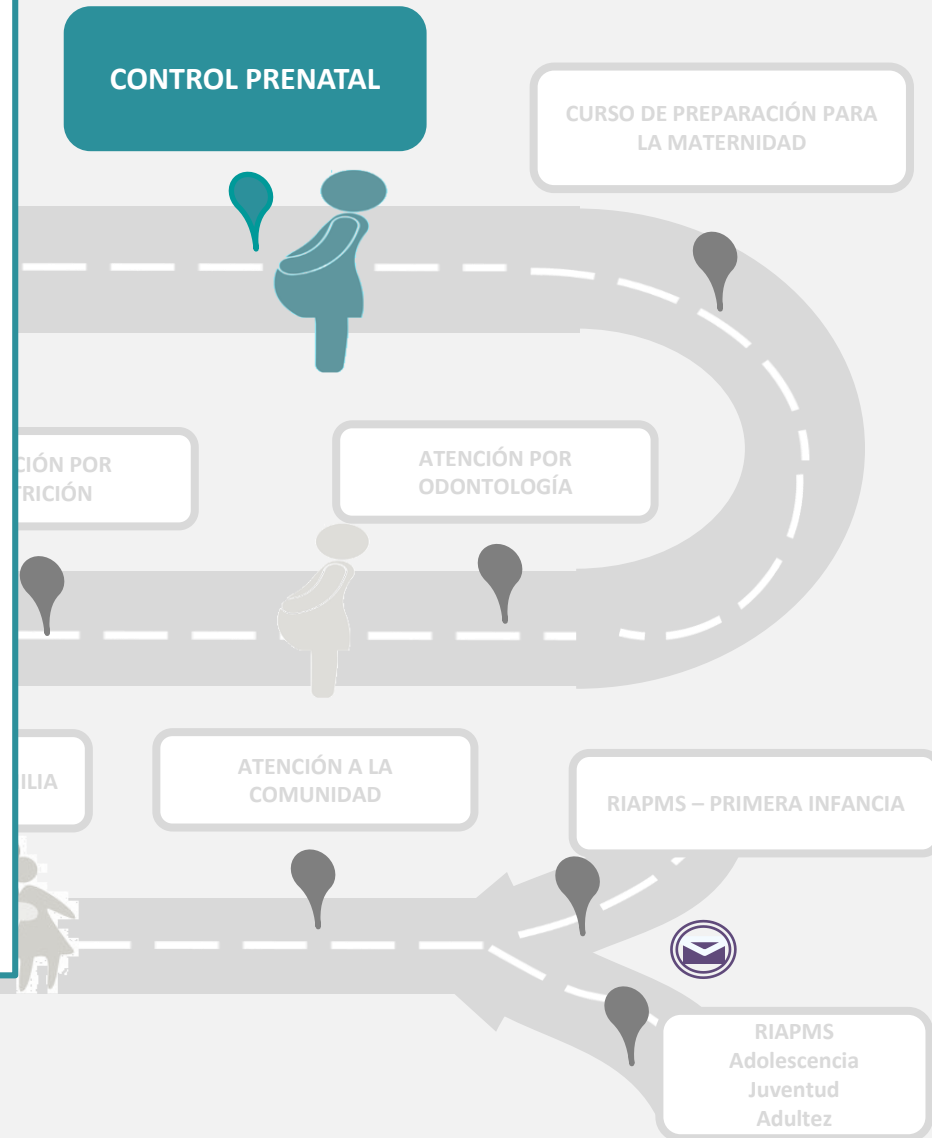 CONTROL PRENATAL
CURSO DE PREPARACIÓN PARA
LA MATERNIDAD
CIÓN POR
TRICIÓN
ATENCIÓN POR
ODONTOLOGÍA
ILIA
ATENCIÓN A LA
COMUNIDAD
RIAPMS – PRIMERA INFANCIA
RIAPMS
Adolescencia
Juventud
Adultez